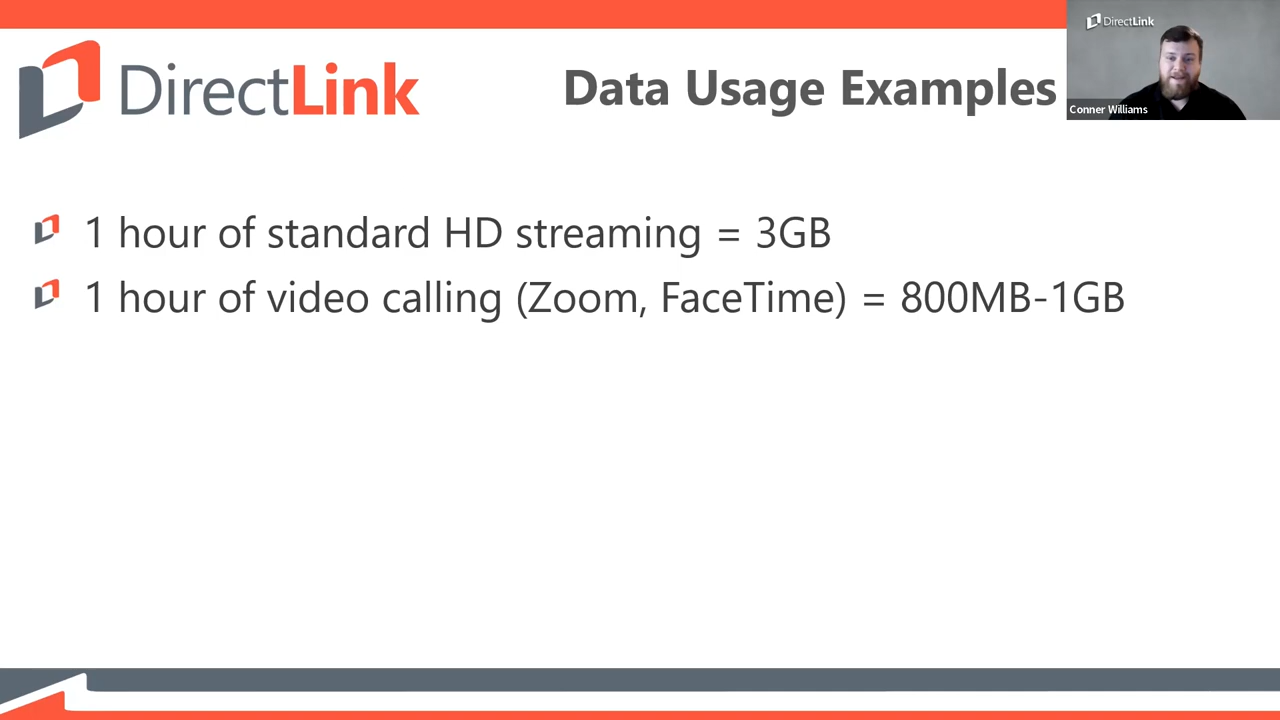 DirectLink
Data Usage Examples
DirectLink
Conner Williams
1 hour of standard HD streaming = 3GB
1 hour of video calling (Zoom, FaceTime) = 800MB-1GB